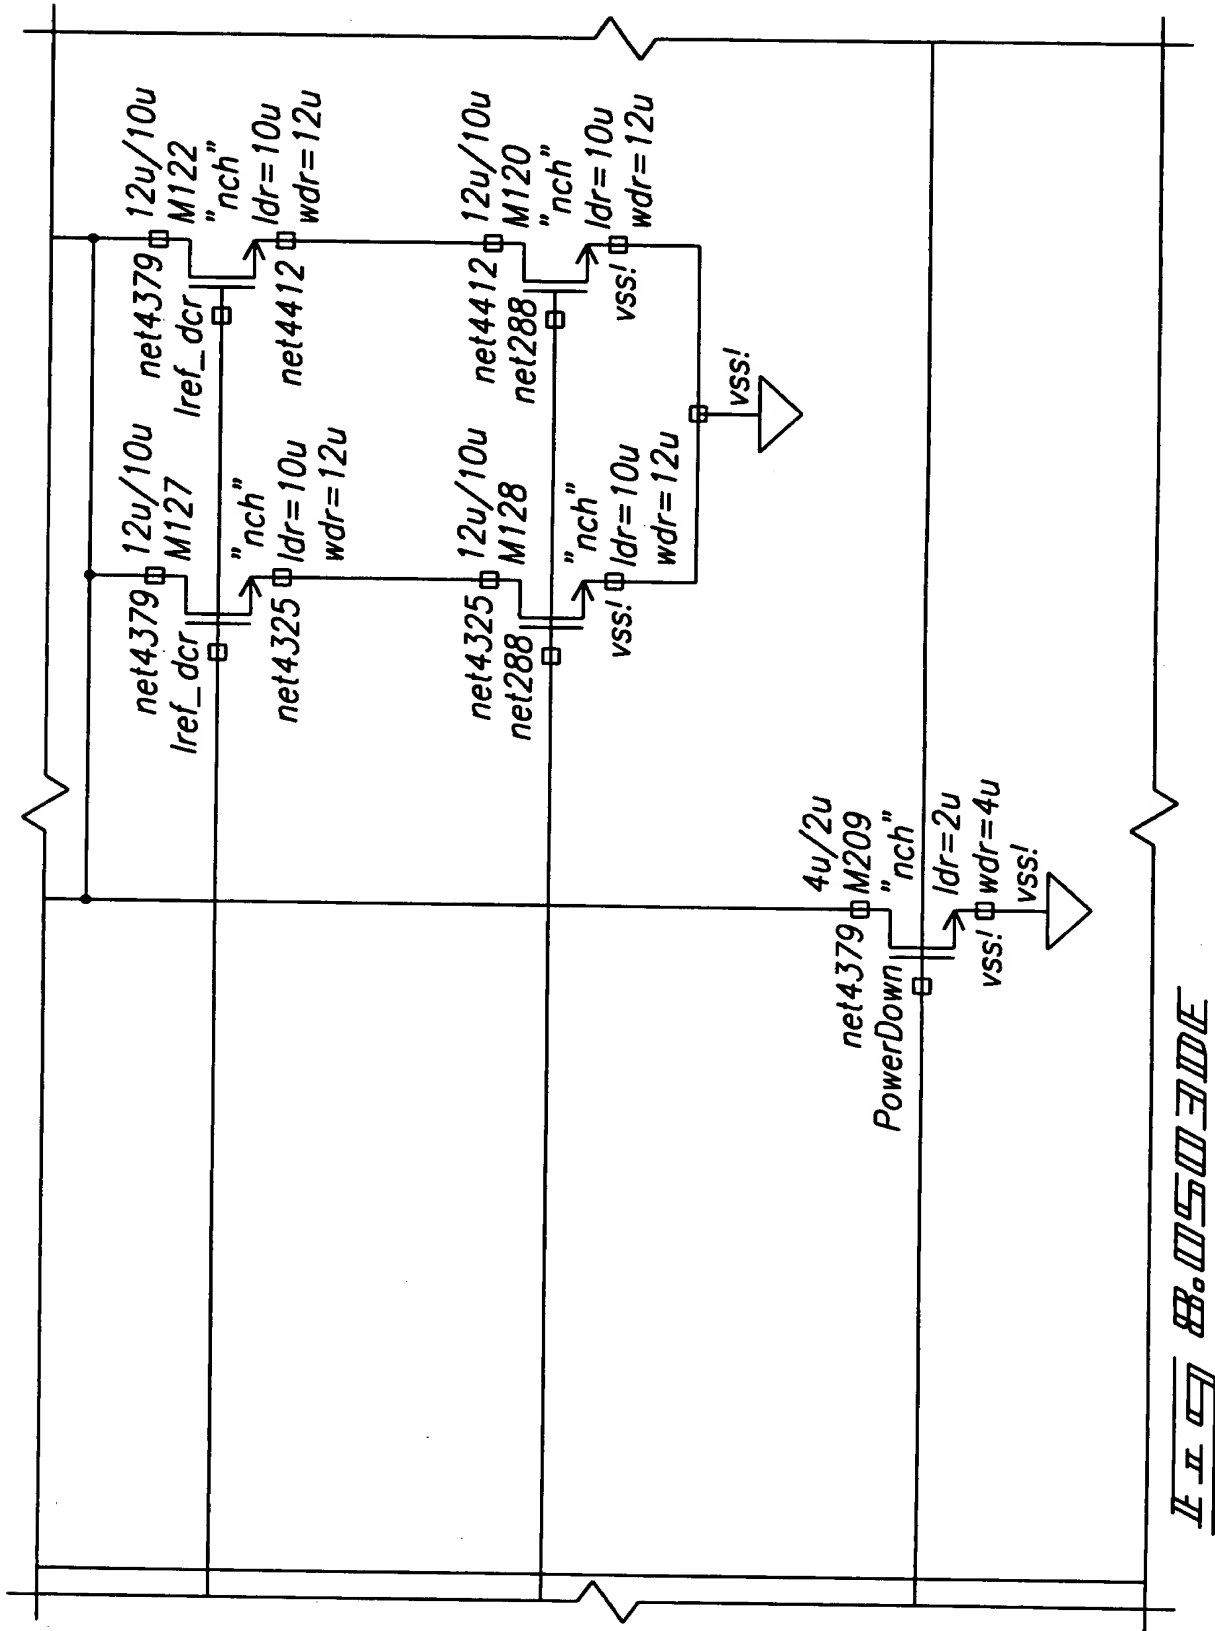 12u/10u
M122
"nch"
ldr=10u
wdr=12u
net4379
Iref_dcr
net4412
12u/10u
M120
"nch"
ldr=10u
wdr=12u
net4412
net288
vss!
12u/10u
M127
"nch"
ldr=10u
wdr=12u
net4379
Iref_dcr
net4325
12u/10u
M128
"nch"
ldr=10u
wdr=12u
net4325
net288
vss!
vss!
4u/2u
M209
"nch"
ldr=2u
wdr=4u
net4379
PowerDown
vss!
vss!
FIG 8.0503DE